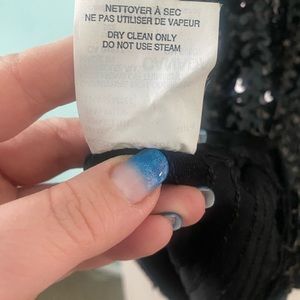 NETTOYER À SEC
NE PAS UTILISER DE VAPEUR
DRY CLEAN ONLY
DO NOT USE STEAM